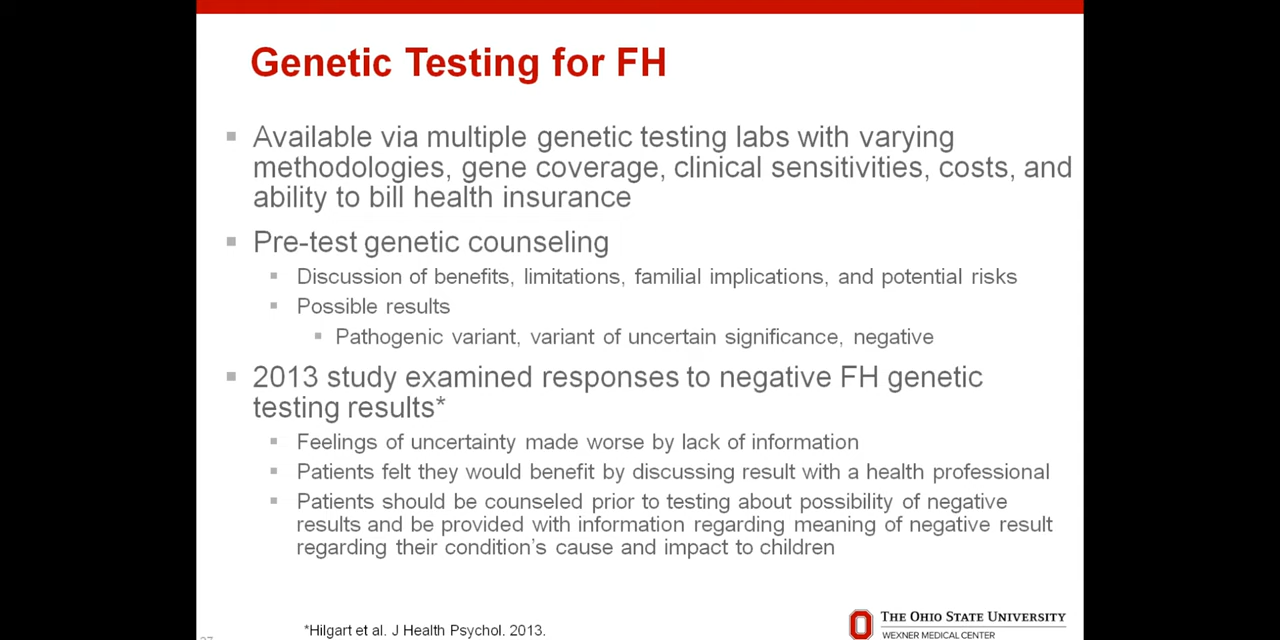 Genetic Testing for FH
Available via multiple genetic testing labs with varying
methodologies, gene coverage, clinical sensitivities, costs, and
ability to bill health insurance
Pre-test genetic counseling
Discussion of benefits, limitations, familial implications, and potential risks
Possible results
Pathogenic variant, variant of uncertain significance, negative
2013 study examined responses to negative FH genetic
testing results*
Feelings of uncertainty made worse by lack of information
Patients felt they would benefit by discussing result with a health professional
Patients should be counseled prior to testing about possibility of negative
results and be provided with information regarding meaning of negative result
regarding their condition's cause and impact to children
*Hilgart et al. J Health Psychol. 2013.
THE OHIO STATE UNIVERSITY
WEXNER MEDICAL CENTER